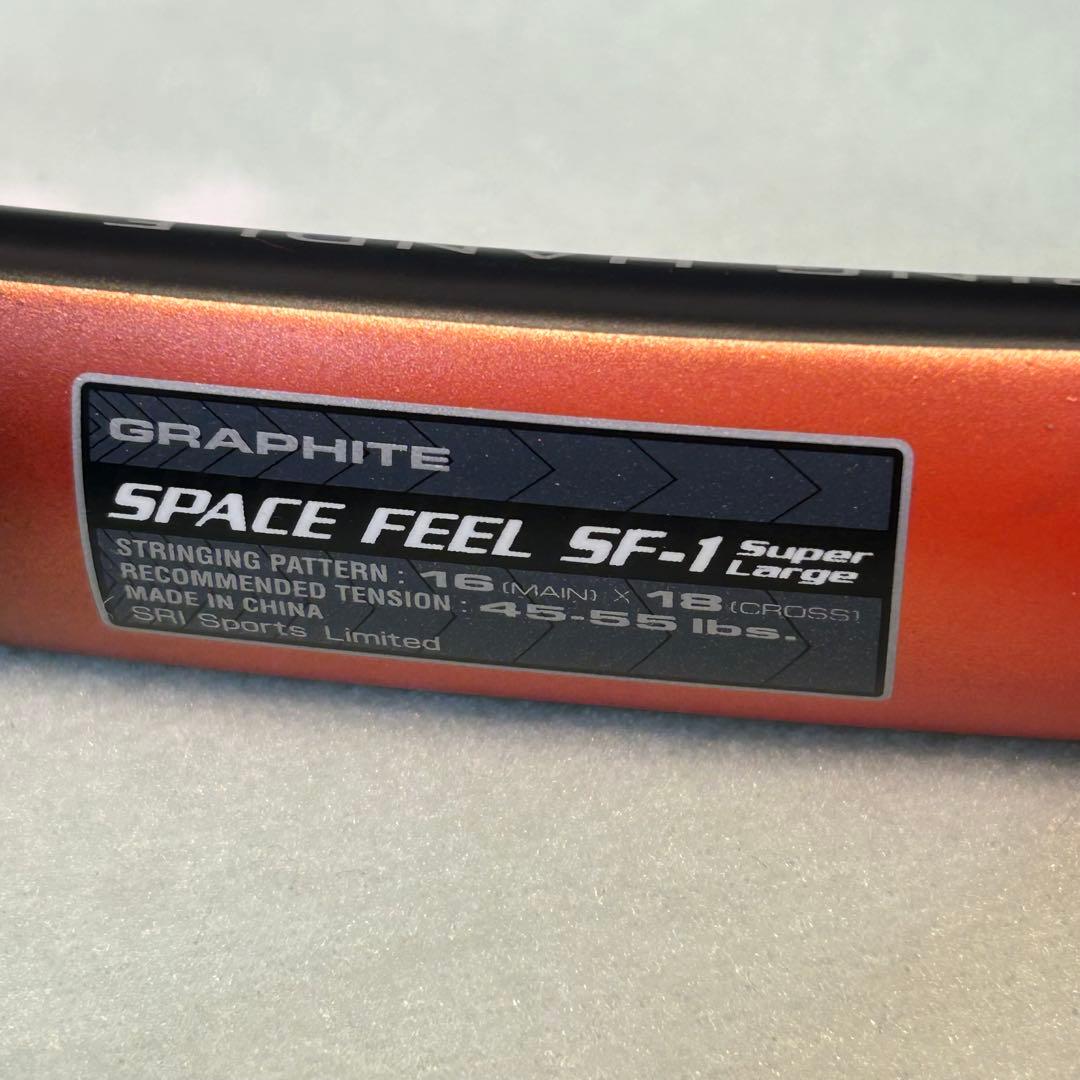 GRAPHITE
SPACE FEEL SF-1 Super Large
STRINGING PATTERN : 16 (MAIN) X 18 (CROSS)
RECOMMENDED TENSION : 45-55 lbs.
MADE IN CHINA
SRI Sports Limited